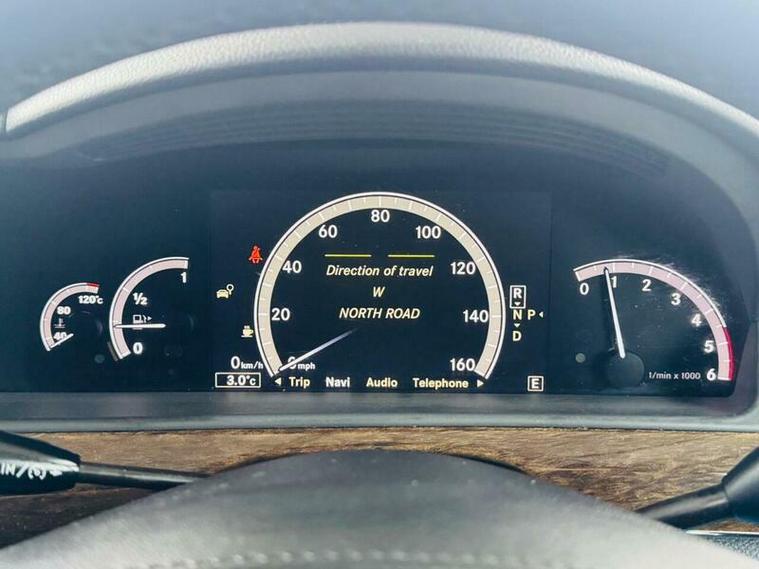 120°C
80
40
1
½
0
20
40
60
80
100
120
140
160
Direction of travel
W
NORTH ROAD
0 km/h
0 mph
3.0°C
Trip Navi Audio Telephone
R
N P
D
E
0 1 2 3 4 5 6
1/min x 1000